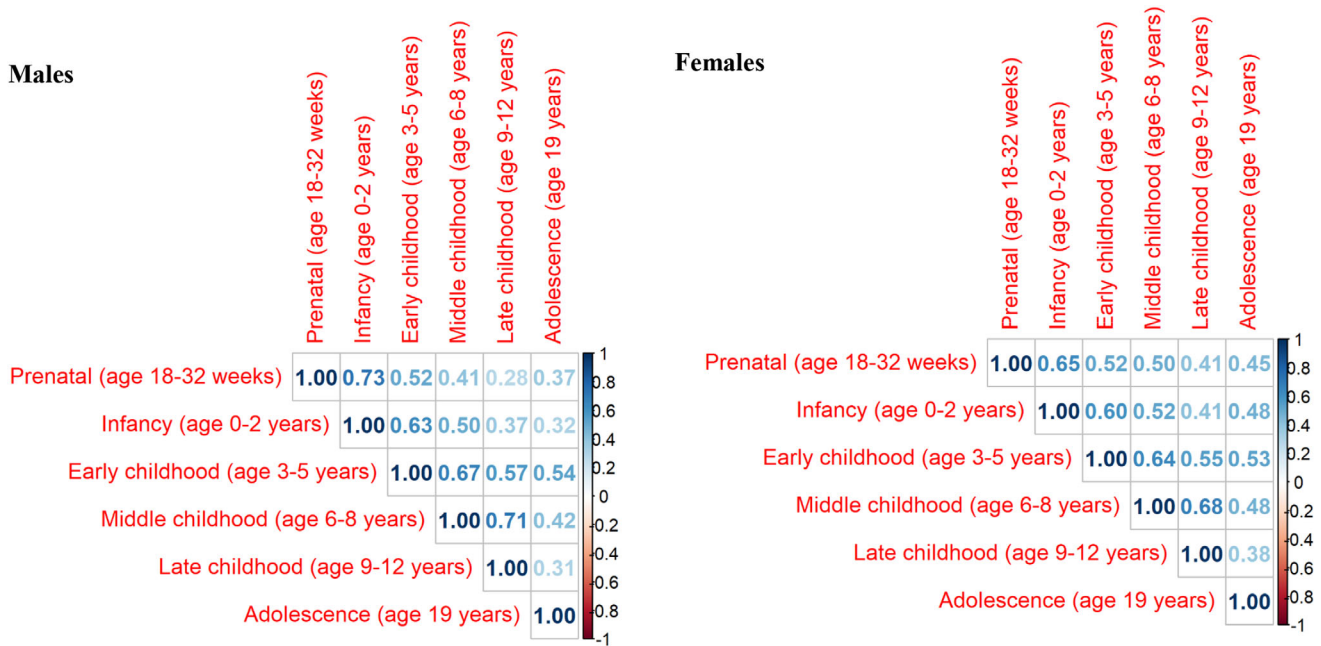 Males
Prenatal (age 18-32 weeks)
Infancy (age 0-2 years)
Early childhood (age 3-5 years)
Middle childhood (age 6-8 years)
Late childhood (age 9-12 years)
Adolescence (age 19 years)
Prenatal (age 18-32 weeks) 1.00 0.73 0.52 0.41 0.28 0.37
Infancy (age 0-2 years) 1.00 0.63 0.50 0.37 0.32
Early childhood (age 3-5 years) 1.00 0.67 0.57 0.54
Middle childhood (age 6-8 years) 1.00 0.71 0.42
Late childhood (age 9-12 years) 1.00 0.31
Adolescence (age 19 years) 1.00
1
0.8
0.6
0.4
0.2
0
-0.2
-0.4
-0.6
-0.8
-1
Females
Prenatal (age 18-32 weeks)
Infancy (age 0-2 years)
Early childhood (age 3-5 years)
Middle childhood (age 6-8 years)
Late childhood (age 9-12 years)
Adolescence (age 19 years)
Prenatal (age 18-32 weeks) 1.00 0.65 0.52 0.50 0.41 0.45
Infancy (age 0-2 years) 1.00 0.60 0.52 0.41 0.48
Early childhood (age 3-5 years) 1.00 0.64 0.55 0.53
Middle childhood (age 6-8 years) 1.00 0.68 0.48
Late childhood (age 9-12 years) 1.00 0.38
Adolescence (age 19 years) 1.00
1
0.8
0.6
0.4
0.2
0
-0.2
-0.4
-0.6
-0.8
-1